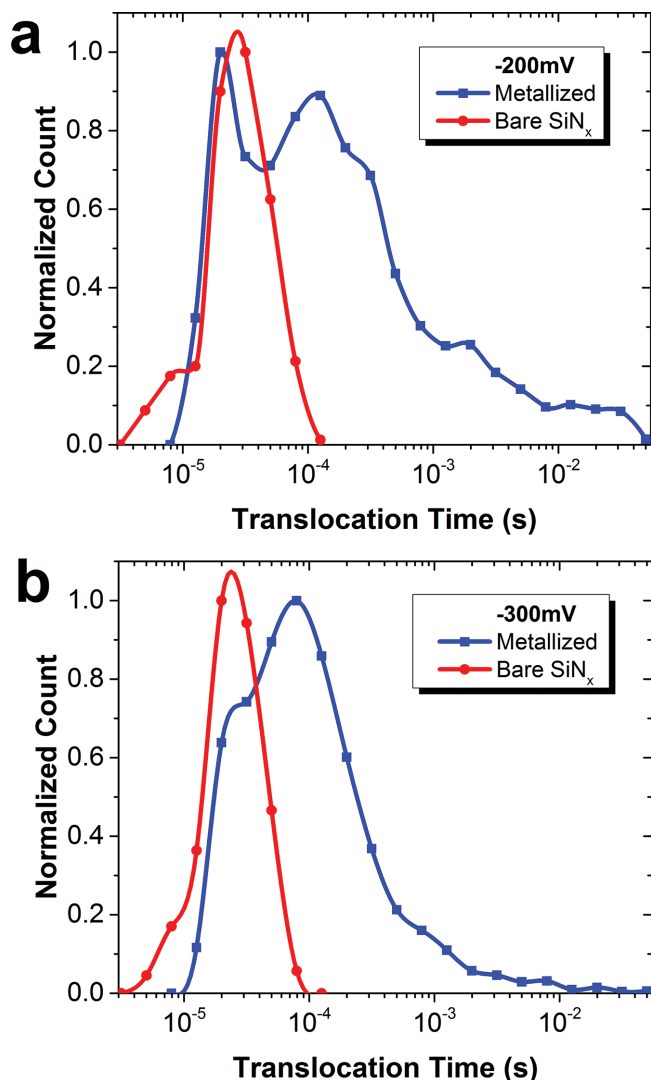 a
-200mV
Metallized
Bare SiNₓ
Normalized Count
1.0
0.8
0.6
0.4
0.2
0.0
10⁻⁵ 10⁻⁴ 10⁻³ 10⁻²
Translocation Time (s)
b
-300mV
Metallized
Bare SiNₓ
Normalized Count
1.0
0.8
0.6
0.4
0.2
0.0
10⁻⁵ 10⁻⁴ 10⁻³ 10⁻²
Translocation Time (s)